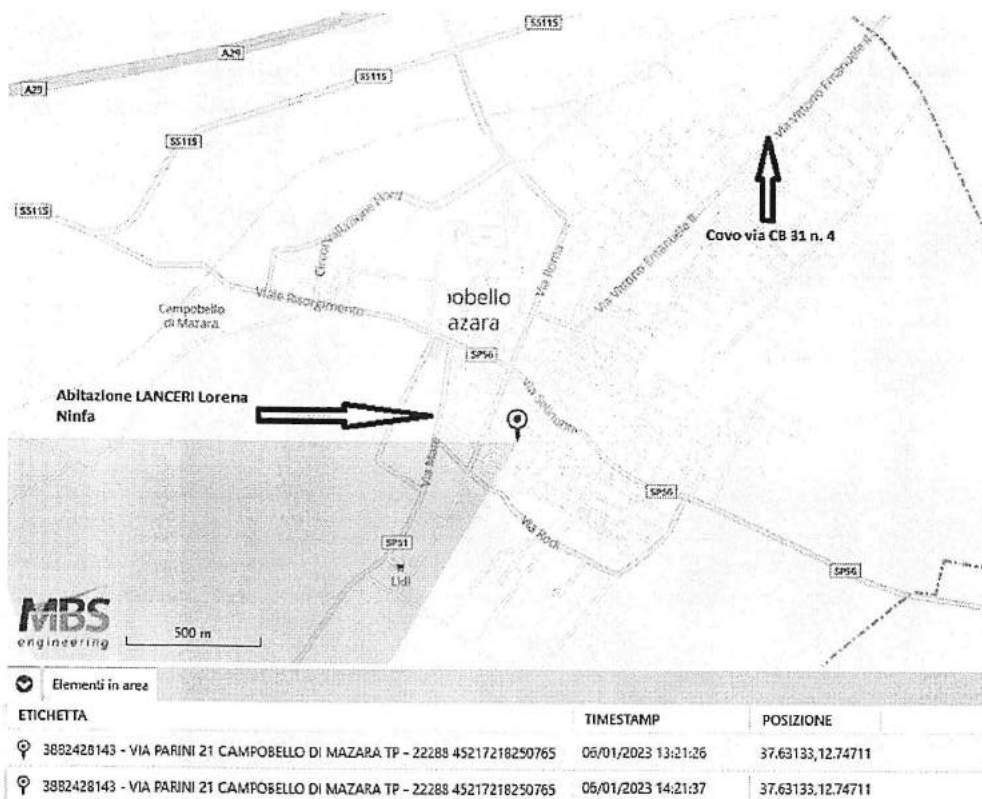 SS115
A29
A29
SS115
SS115
SS115
SS115
Via Vittorio Emanuele II
Covo via CB 31 n. 4
Via Roma
Via Vittorio Emanuele II
Viale Risorgimento
Campobello
di Mazara
obello
azara
SP56
Via Selinunte
Abitazione LANCERI Lorena
Ninfa
Via Mare
SP56
Via Rodi
SP51
Lidl
SP56
MBS
engineering
500 m
Elementi in area
ETICHETTA TIMESTAMP POSIZIONE
3882428143 - VIA PARINI 21 CAMPOBELLO DI MAZARA TP - 22288 45217218250765 06/01/2023 13:21:26 37.63133,12.74711
3882428143 - VIA PARINI 21 CAMPOBELLO DI MAZARA TP - 22288 45217218250765 06/01/2023 14:21:37 37.63133,12.74711